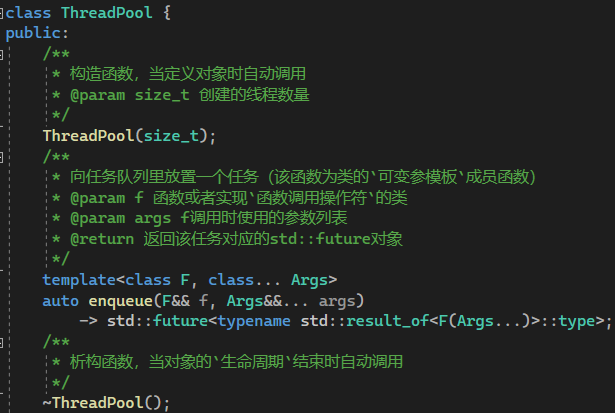 class ThreadPool {
public:
/**
* 构造函数，当定义对象时自动调用
* @param size_t 创建的线程数量
*/
ThreadPool(size_t);
/**
* 向任务队列里放置一个任务（该函数为类的`可变参模板`成员函数）
* @param f 函数或者实现`函数调用操作符`的类
* @param args f调用时使用的参数列表
* @return 返回该任务对应的std::future对象
*/
template<class F, class... Args>
auto enqueue(F&& f, Args&&... args)
-> std::future<typename std::result_of<F(Args...)>::type>;
/**
* 析构函数，当对象的`生命周期`结束时自动调用
*/
~ThreadPool();